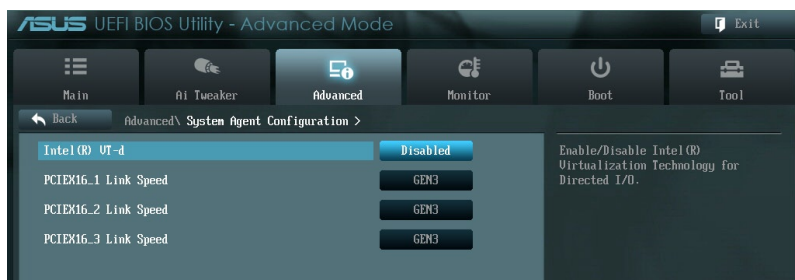 ASUS UEFI BIOS Utility - Advanced Mode
Exit
Main
Ai Tweaker
Advanced
Monitor
Boot
Tool
Back
Advanced\ System Agent Configuration >
Intel(R) VT-d
Disabled
Enable/Disable Intel(R)
Virtualization Technology for
Directed I/O.
PCIEX16_1 Link Speed
GEN3
PCIEX16_2 Link Speed
GEN3
PCIEX16_3 Link Speed
GEN3